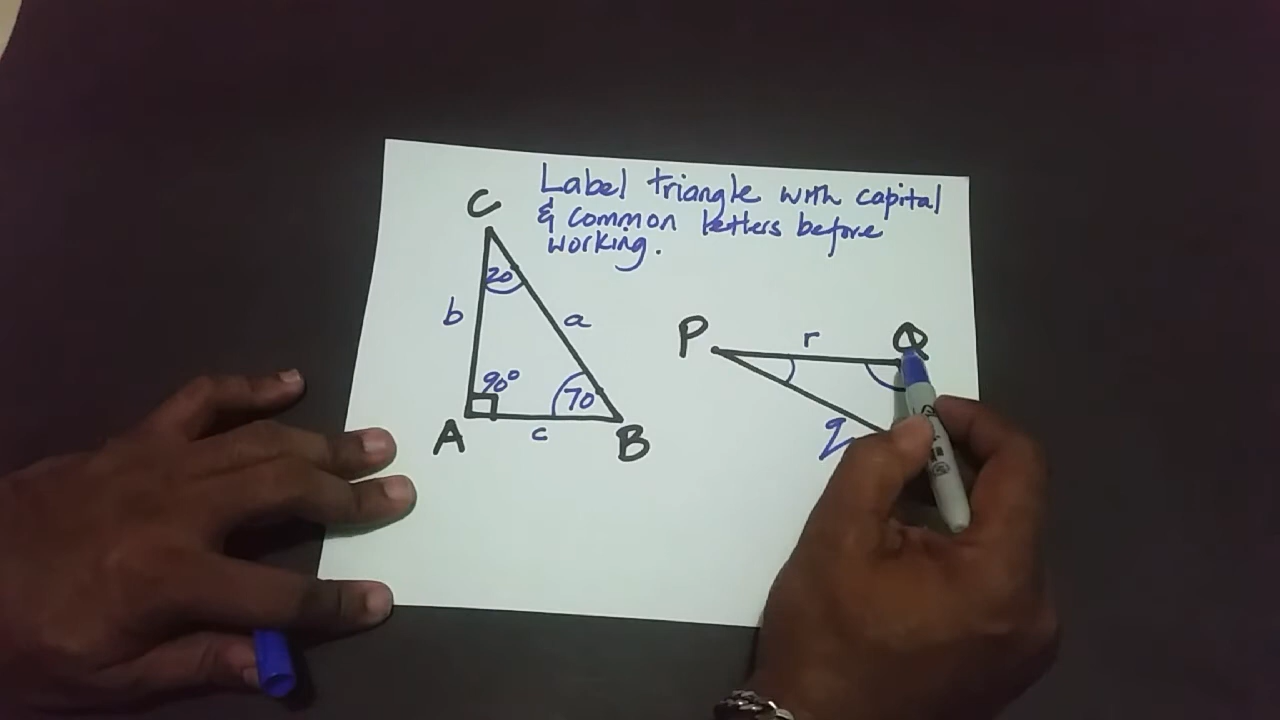 Label triangle with capital
& common letters before
working.
C
20
b
a
90°
70
A
c
B
P
r
Q
q